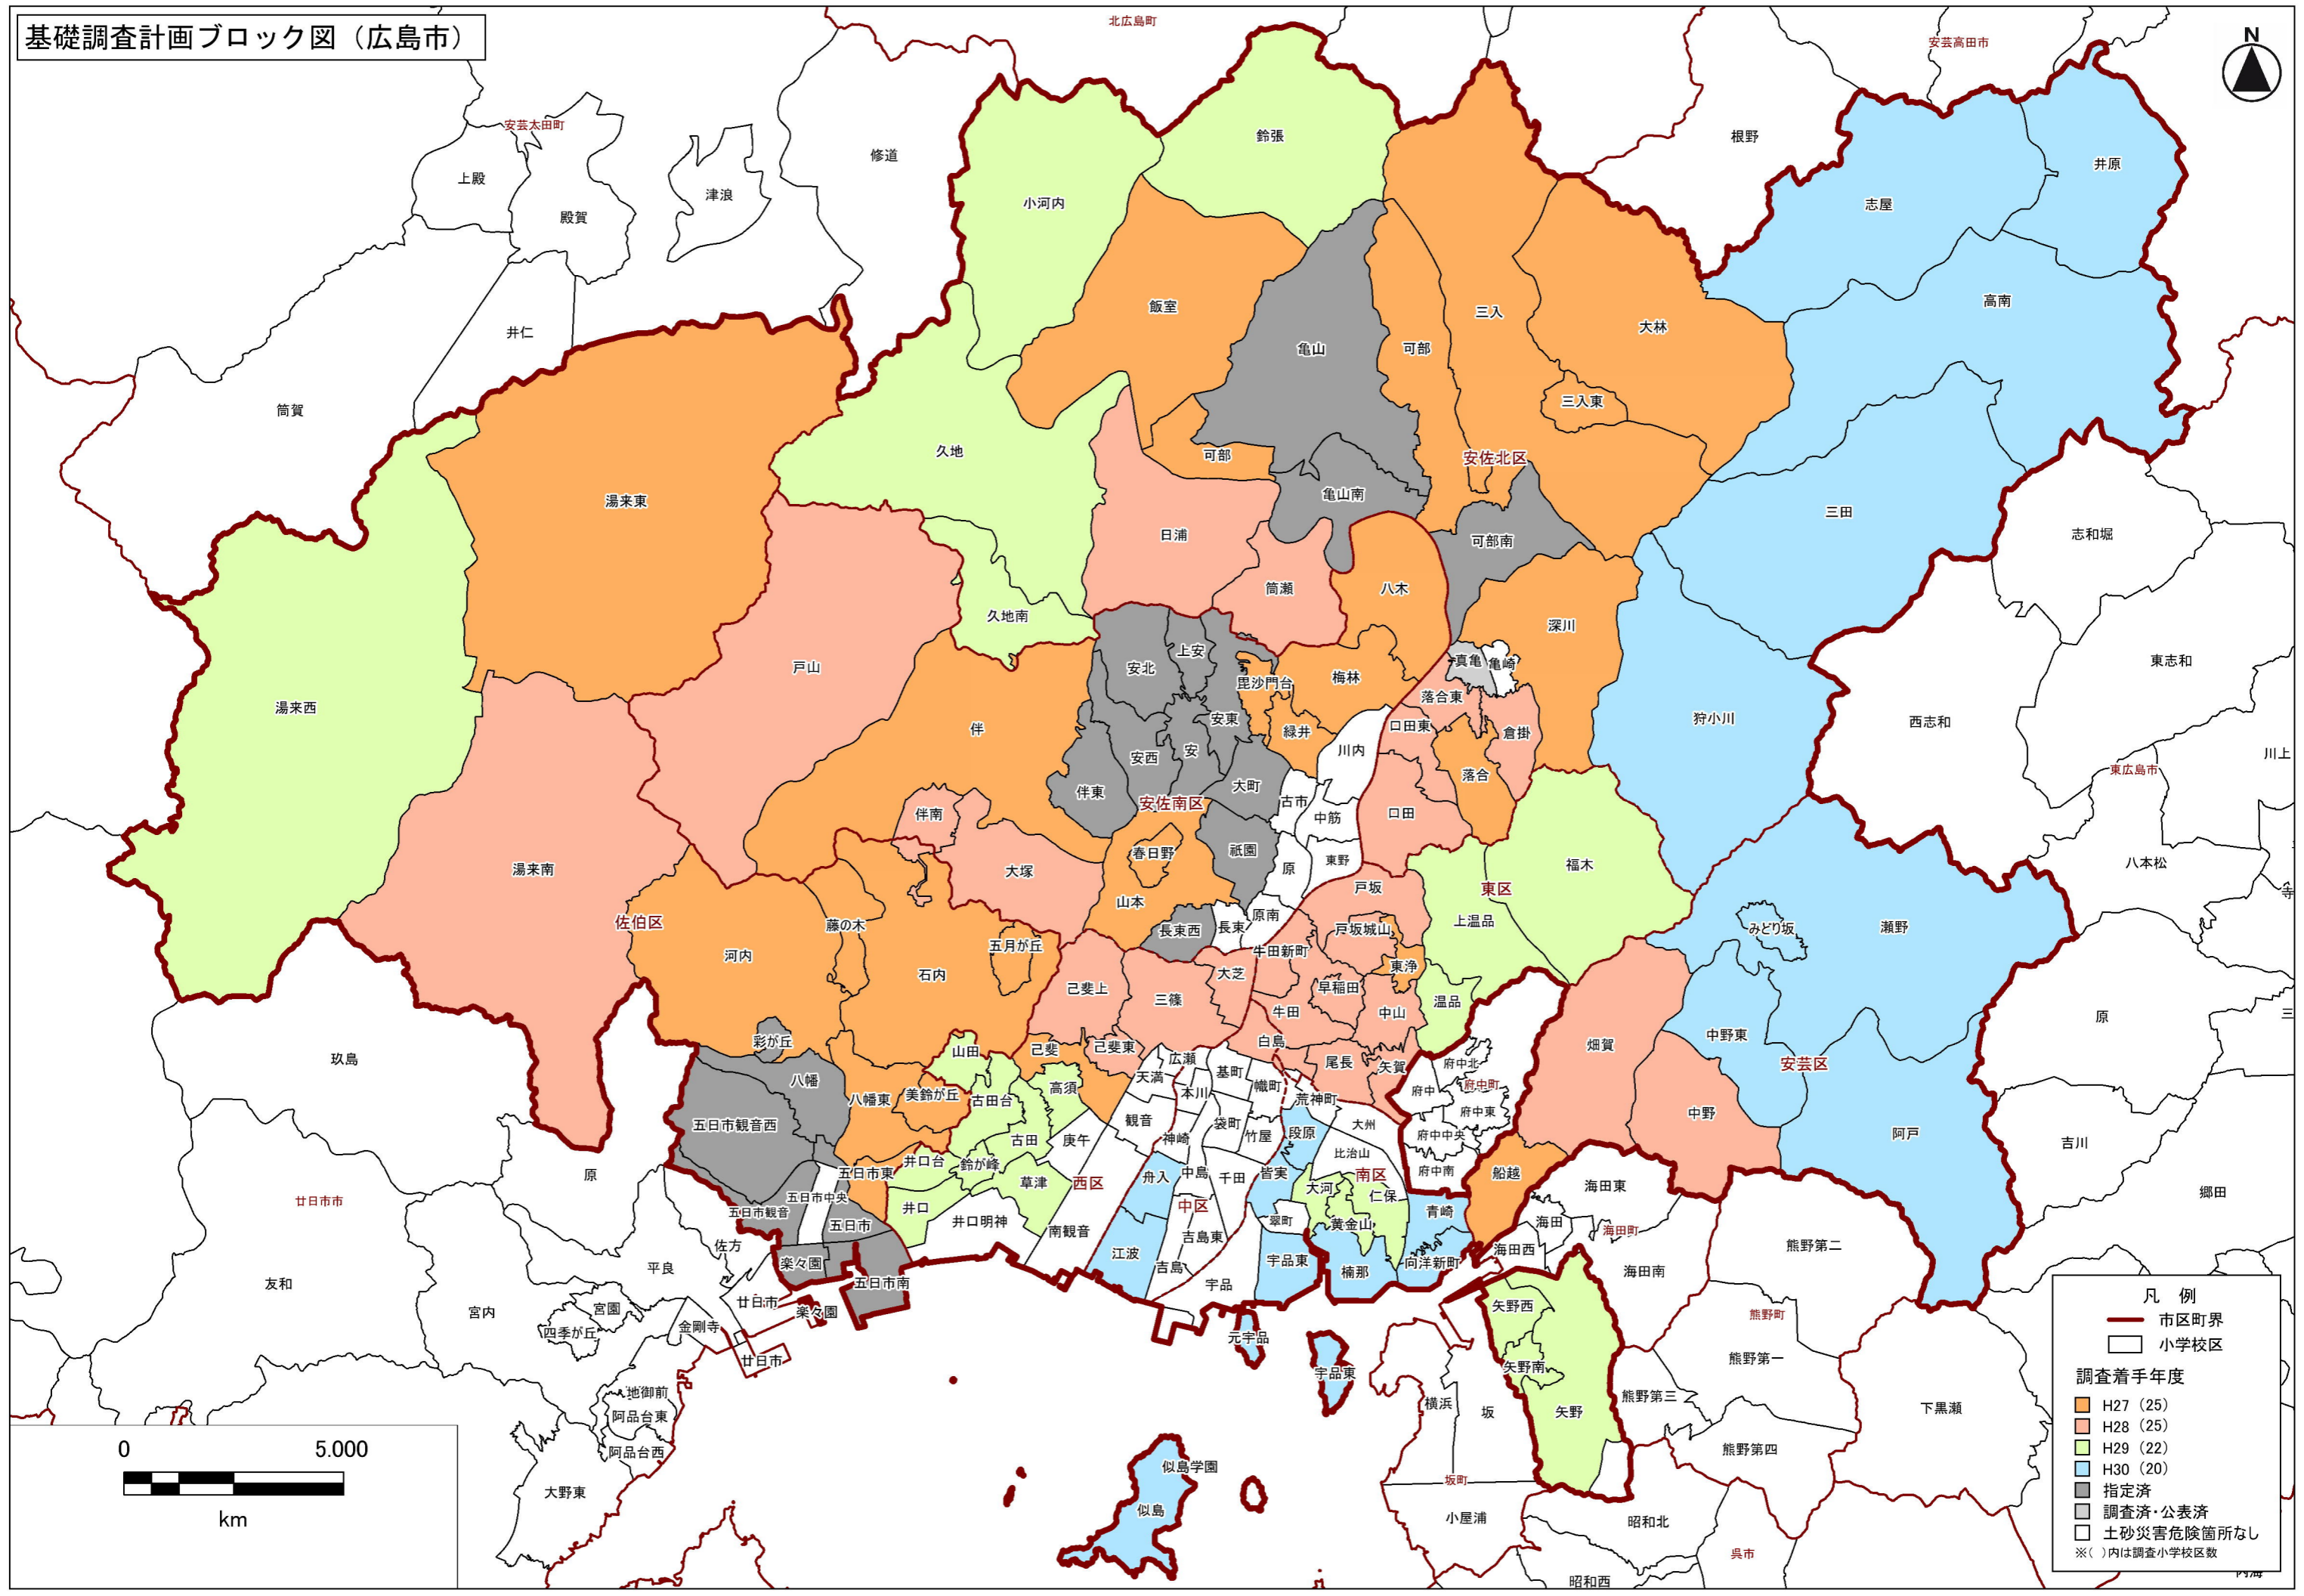 基礎調査計画ブロック図（広島市）
北広島町
安芸高田市
N
安芸太田町
鈴張
根野
修道
井原
上殿
津浪
小河内
志屋
殿賀
飯室
高南
三入
大林
井仁
亀山
可部
三入東
筒賀
久地
可部
安佐北区
亀山南
湯来東
三田
日浦
可部南
志和堀
筒瀬
八木
久地南
深川
上安
真亀
亀崎
東志和
戸山
安北
毘沙門台
梅林
落合東
湯来西
安東
狩小川
西志和
伴
緑井
口田東
倉掛
安西
安
川内
川上
東広島市
伴東
大町
落合
安佐南区
古市
伴南
中筋
口田
春日野
祇園
東野
湯来南
大塚
原
福木
八本松
戸坂
東区
寺
山本
佐伯区
藤の木
長束西
長束
原南
上温品
戸坂城山
みどり坂
瀬野
河内
五月が丘
牛田新町
石内
大芝
東浄
己斐上
三篠
早稲田
温品
牛田
中山
原
三
彩が丘
白島
中野東
玖島
山田
己斐
己斐東
広瀬
尾長
矢賀
府中北
畑賀
安芸区
八幡
天満
基町
幟町
府中
府中町
高須
美鈴が丘
古田台
本川
荒神町
八幡東
府中東
中野
五日市観音西
観音
袋町
竹屋
段原
大州
府中中央
古田
庚午
神崎
比治山
阿戸
吉川
井口台
鈴が峰
舟入
中島
千田
皆実
南区
府中南
船越
原
五日市東
草津
西区
大河
仁保
海田東
郷田
廿日市市
五日市中央
井口
中区
五日市観音
五日市
井口明神
翠町
黄金山
青崎
海田
海田町
南観音
吉島東
佐方
江波
宇品東
向洋新町
海田西
熊野第二
楽々園
吉島
楠那
海田南
平良
友和
五日市南
宇品
廿日市
楽々園
宮園
宮内
矢野西
熊野町
四季が丘
金剛寺
元宇品
廿日市
宇品東
矢野南
熊野第一
地御前
横浜
坂
矢野
熊野第三
下黒瀬
阿品台東
阿品台西
熊野第四
似島学園
坂町
大野東
似島
小屋浦
昭和北
呉市
昭和西
内海
0
5.000
km
凡 例
市区町界
小学校区
調査着手年度
H27（25）
H28（25）
H29（22）
H30（20）
指定済
調査済・公表済
土砂災害危険箇所なし
※（ ）内は調査小学校区数